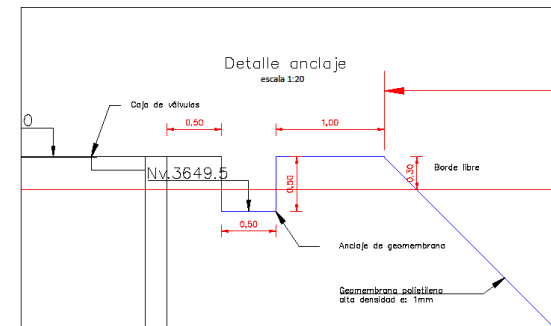 Detalle anclaje
escala 1:20
Caja de válvulas
0
0.50
1,00
Nv.3649.5
0,50
0,30
Borde libre
0,50
Anclaje de geomembrana
Geomembrana polietileno
alta densidad e: 1mm